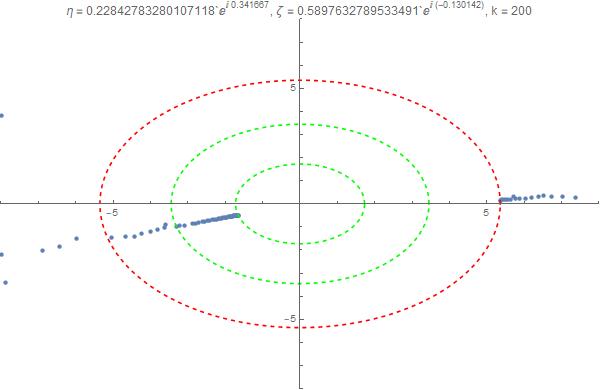 η = 0.22842783280107118`e^(i 0.341667) , ζ = 0.5897632789533491`e^(i (−0.130142)) , k = 200
5
−5
5
−5